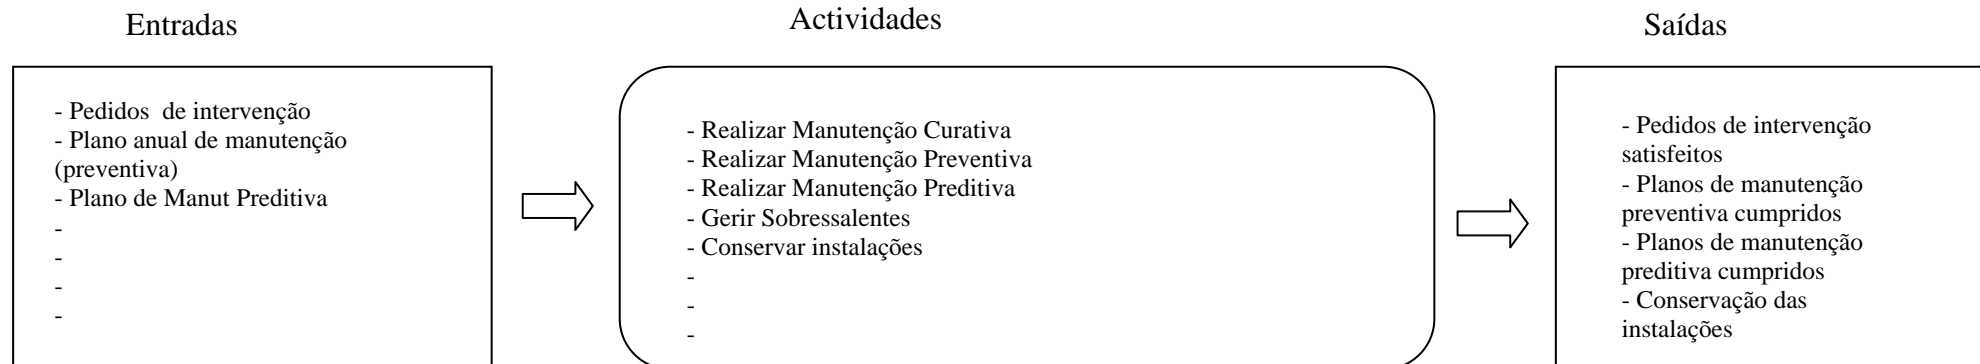 Entradas
- Pedidos de intervenção
- Plano anual de manutenção
(preventiva)
- Plano de Manut Preditiva
-
-
-
-
Actividades
- Realizar Manutenção Curativa
- Realizar Manutenção Preventiva
- Realizar Manutenção Preditiva
- Gerir Sobressalentes
- Conservar instalações
-
-
-
Saídas
- Pedidos de intervenção
satisfeitos
- Planos de manutenção
preventiva cumpridos
- Planos de manutenção
preditiva cumpridos
- Conservação das
instalações